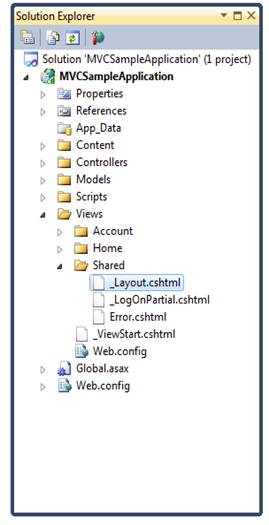 Solution Explorer
Solution 'MVCSampleApplication' (1 project)
MVCSampleApplication
Properties
References
App_Data
Content
Controllers
Models
Scripts
Views
Account
Home
Shared
_Layout.cshtml
_LogOnPartial.cshtml
Error.cshtml
_ViewStart.cshtml
Web.config
Global.asax
Web.config